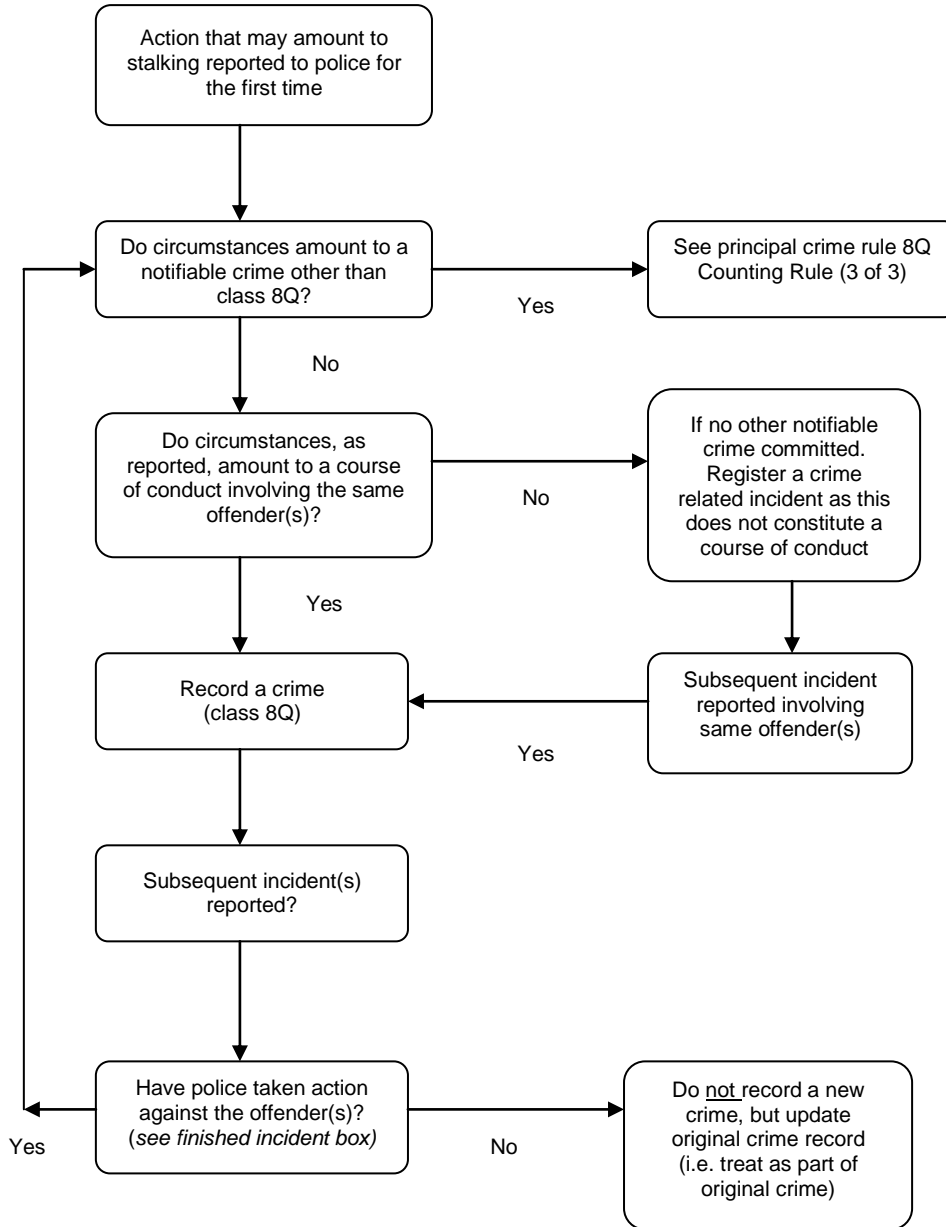 Action that may amount to
stalking reported to police for
the first time
Do circumstances amount to a
notifiable crime other than
class 8Q?
Yes
See principal crime rule 8Q
Counting Rule (3 of 3)
No
Do circumstances, as
reported, amount to a course
of conduct involving the same
offender(s)?
No
If no other notifiable
crime committed.
Register a crime
related incident as this
does not constitute a
course of conduct
Yes
Record a crime
(class 8Q)
Yes
Subsequent incident
reported involving
same offender(s)
Subsequent incident(s)
reported?
Have police taken action
against the offender(s)?
(see finished incident box)
Yes
No
Do not record a new
crime, but update
original crime record
(i.e. treat as part of
original crime)